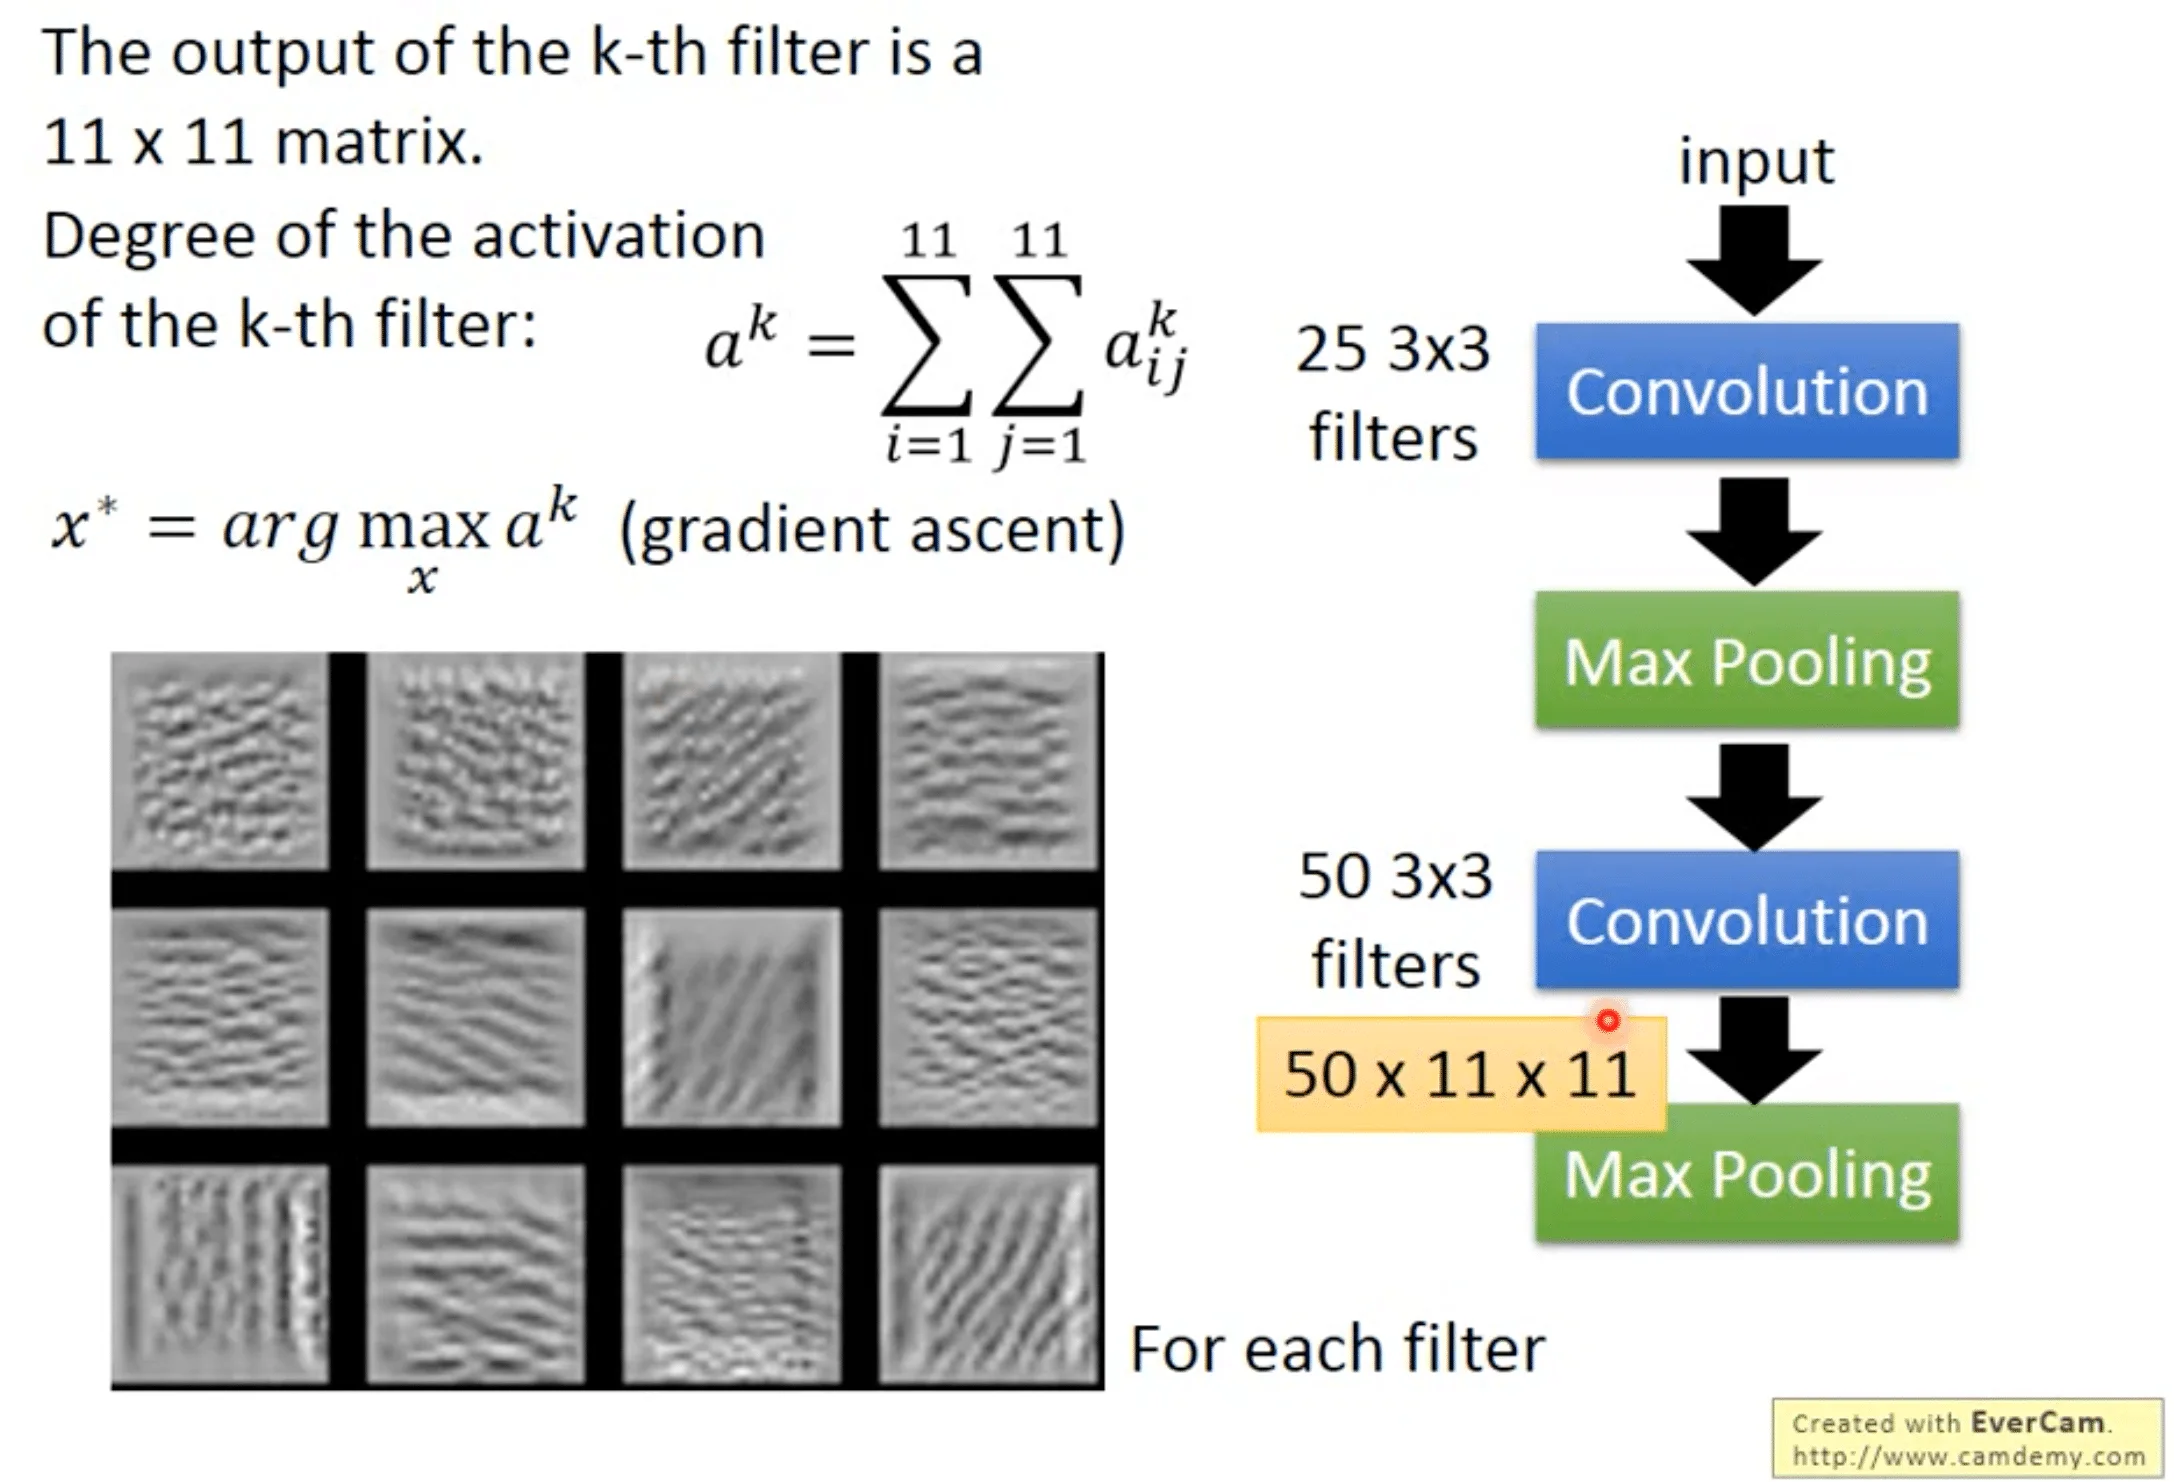 The output of the k-th filter is a
11 x 11 matrix.
Degree of the activation
of the k-th filter:
a^k = \sum_{i=1}^{11} \sum_{j=1}^{11} a_{ij}^k
x^* = arg \max_x a^k (gradient ascent)
input
25 3x3
filters
Convolution
Max Pooling
50 3x3
filters
Convolution
50 x 11 x 11
Max Pooling
For each filter
Created with EverCam.
http://www.camdemy.com